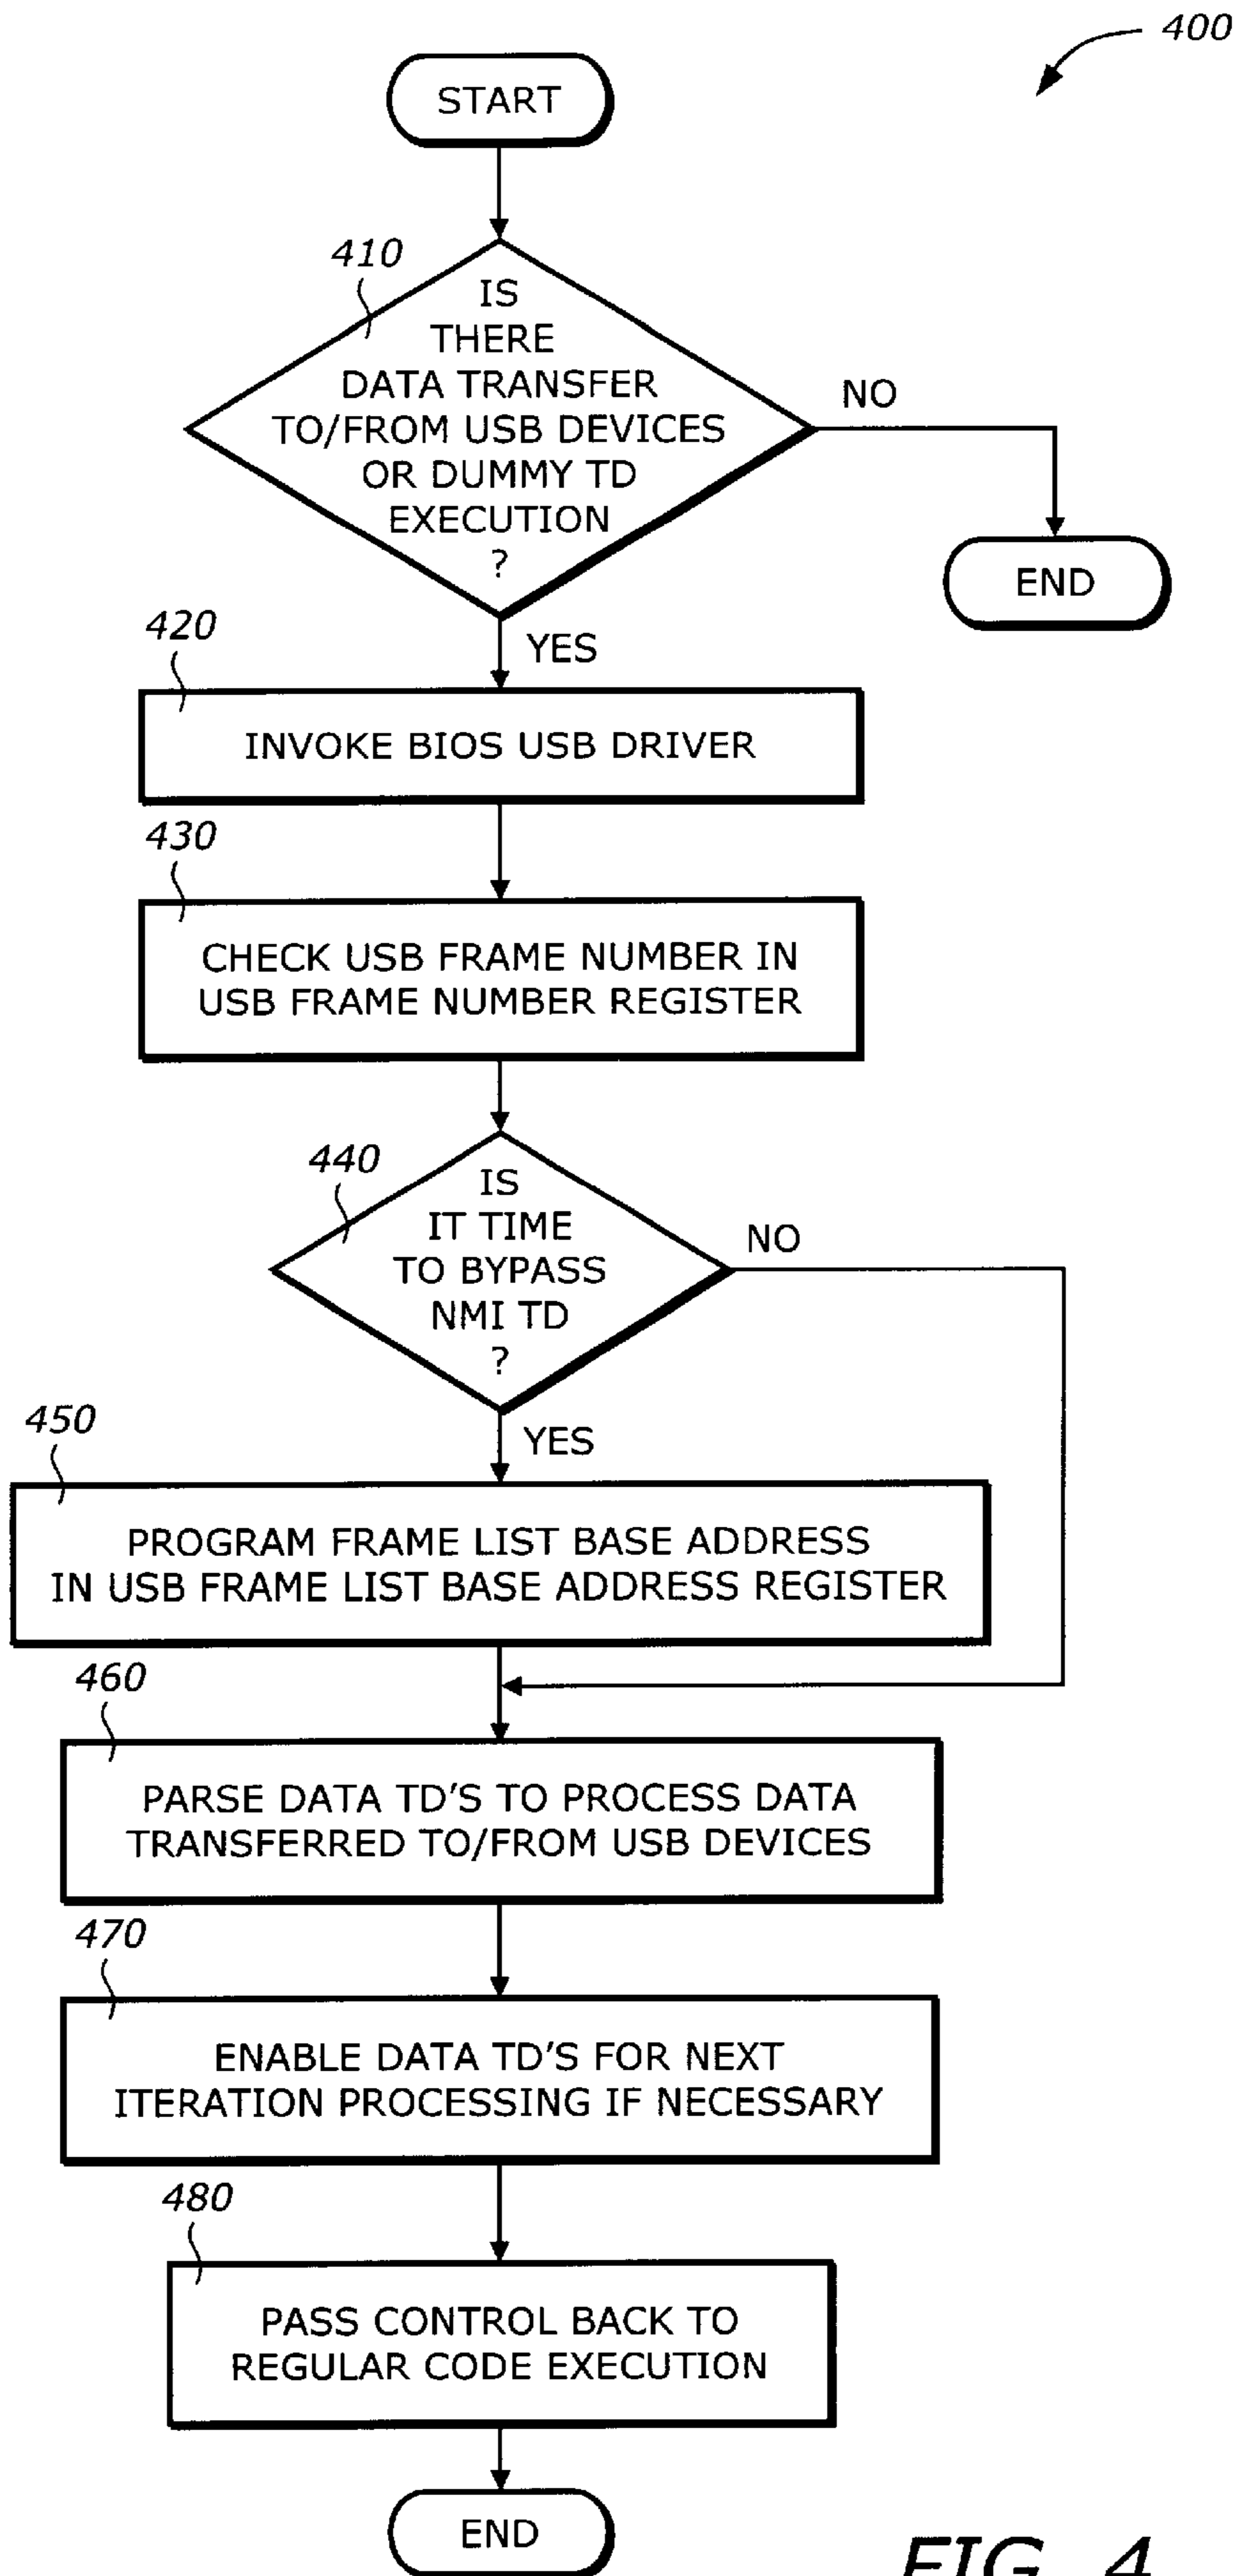 400
START
410
IS
THERE
DATA TRANSFER
TO/FROM USB DEVICES
OR DUMMY TD
EXECUTION
?
NO
END
YES
420
INVOKE BIOS USB DRIVER
430
CHECK USB FRAME NUMBER IN
USB FRAME NUMBER REGISTER
440
IS
IT TIME
TO BYPASS
NMI TD
?
NO
YES
450
PROGRAM FRAME LIST BASE ADDRESS
IN USB FRAME LIST BASE ADDRESS REGISTER
460
PARSE DATA TD'S TO PROCESS DATA
TRANSFERRED TO/FROM USB DEVICES
470
ENABLE DATA TD'S FOR NEXT
ITERATION PROCESSING IF NECESSARY
480
PASS CONTROL BACK TO
REGULAR CODE EXECUTION
END
FIG. 4